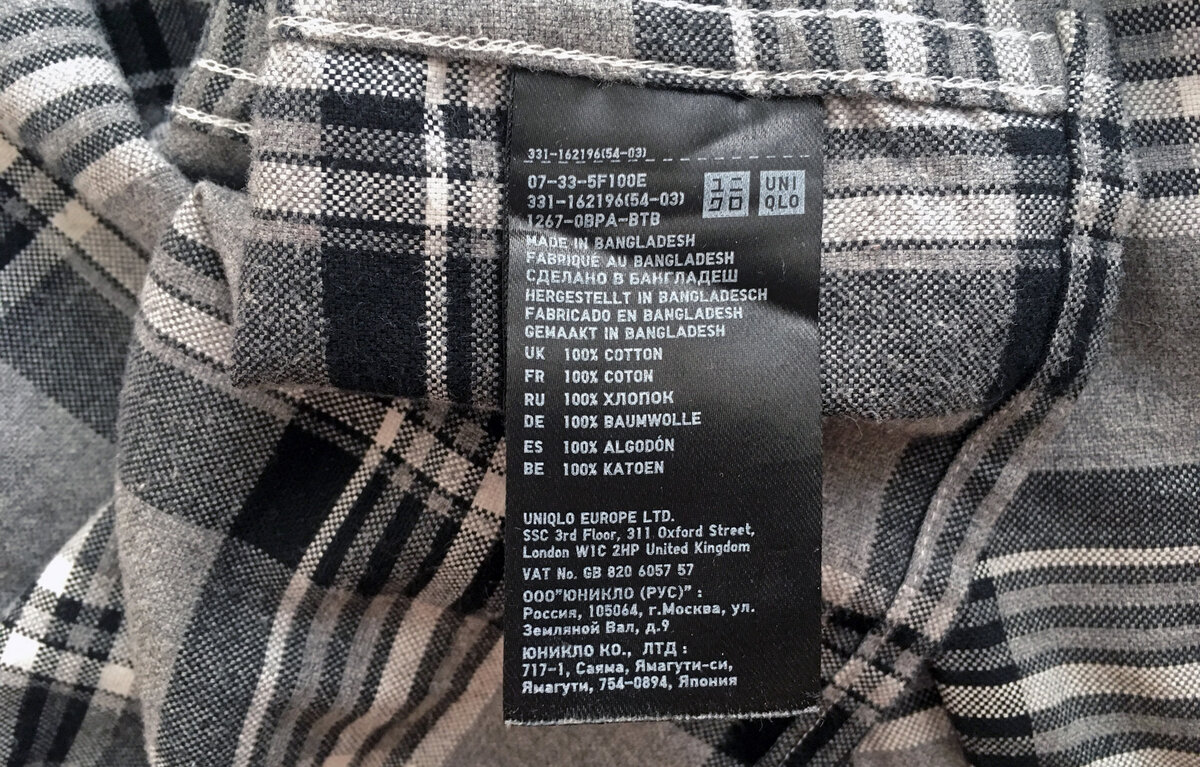 331-162196(54-03)
07-33-5F100E
331-162196(54-03)
1267-0BPA-BTB
ユニ
クロ
UNI
QLO
MADE IN BANGLADESH
FABRIQUÉ AU BANGLADESH
СДЕЛАНО В БАНГЛАДЕШ
HERGESTELLT IN BANGLADESCH
FABRICADO EN BANGLADESH
GEMAAKT IN BANGLADESH
UK 100% COTTON
FR 100% COTON
RU 100% ХЛОПОК
DE 100% BAUMWOLLE
ES 100% ALGODÓN
BE 100% KATOEN
UNIQLO EUROPE LTD.
SSC 3rd Floor, 311 Oxford Street,
London W1C 2HP United Kingdom
VAT No. GB 820 6057 57
ООО"ЮНИКЛО (РУС)" :
Россия, 105064, г.Москва, ул.
Земляной Вал, д.9
ЮНИКЛО КО., ЛТД :
717-1, Саяма, Ямагути-си,
Ямагути, 754-0894, Япония